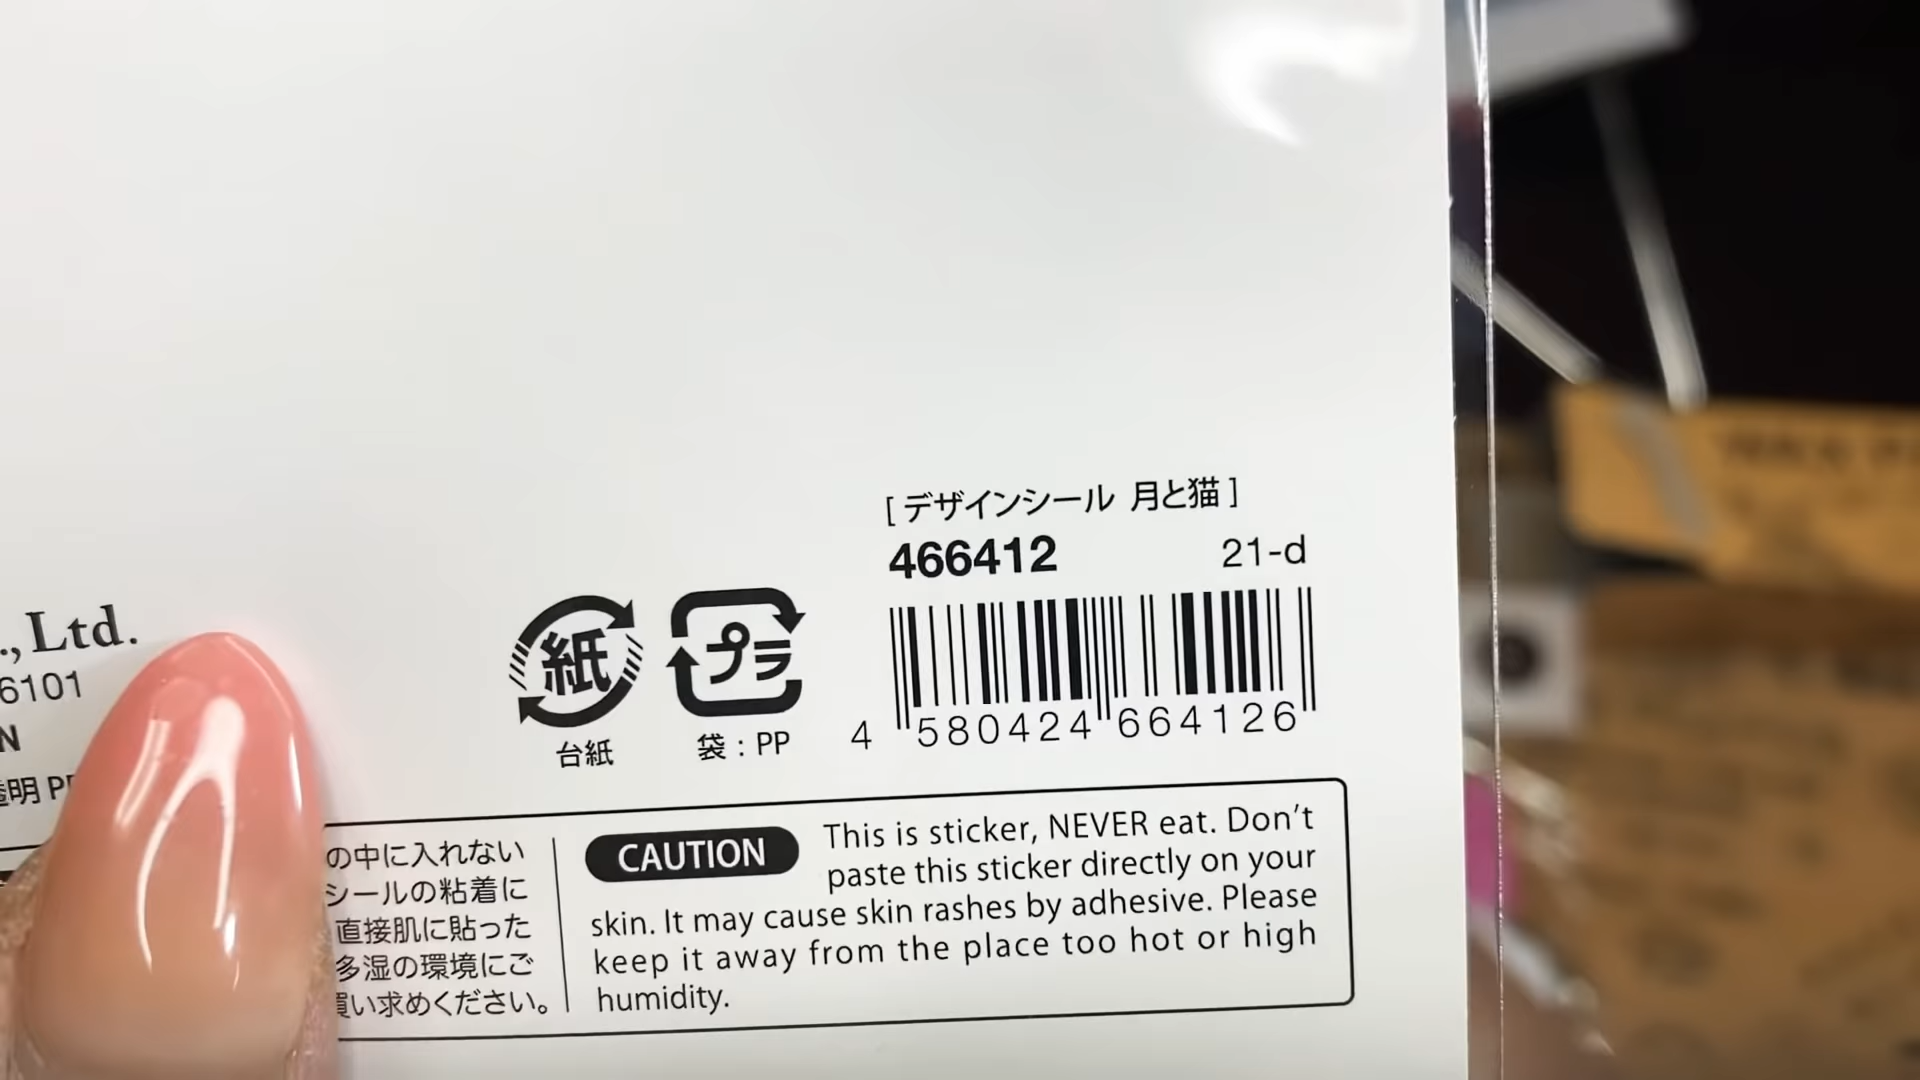 [ デザインシール 月と猫 ]
466412 21-d
紙
プラ
台紙
袋：PP
4 580424 664126
., Ltd.
6101
N
透明 PP
の中に入れない
シールの粘着に
直接肌に貼った
多湿の環境にご
買い求めください。
CAUTION
This is sticker, NEVER eat. Don't
paste this sticker directly on your
skin. It may cause skin rashes by adhesive. Please
keep it away from the place too hot or high
humidity.